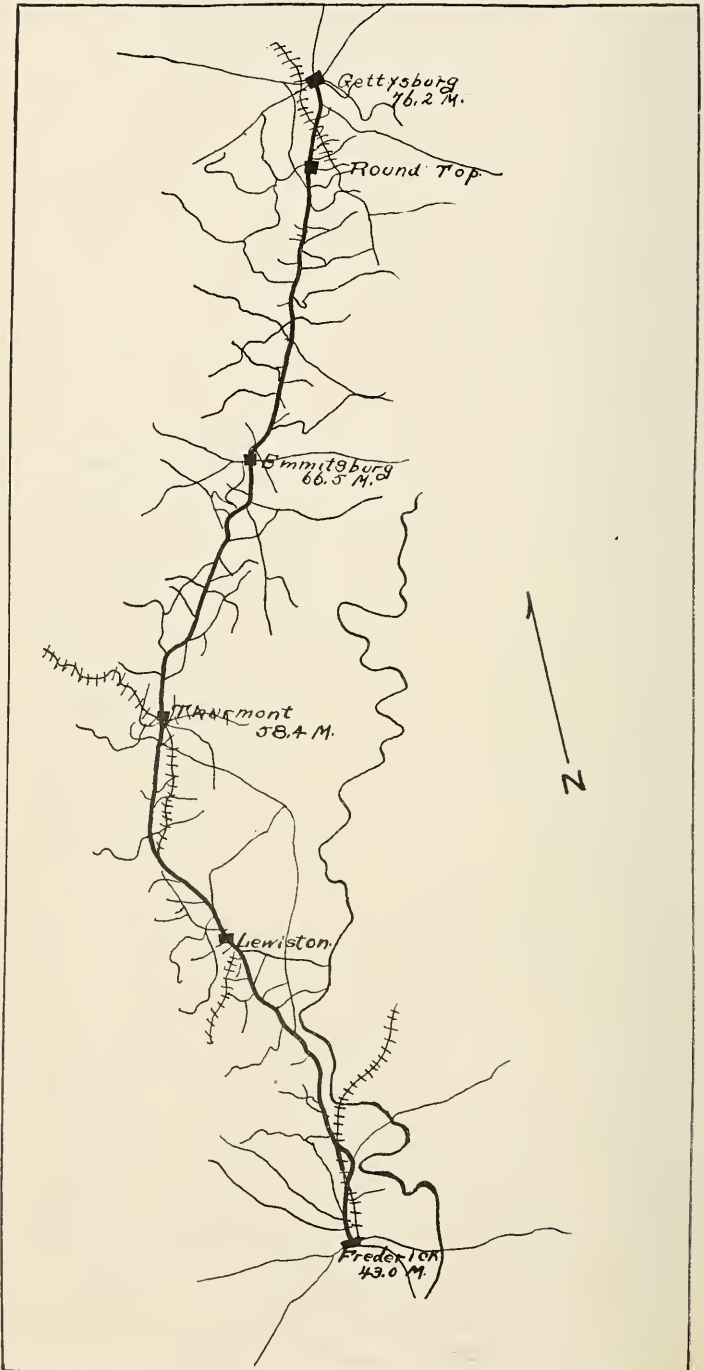 Gettysburg
76.2 M.
Round Top.
Emmitsburg
66.5 M.
Thurmont
58.4 M.
Lewiston.
Frederick
43.0 M.
N